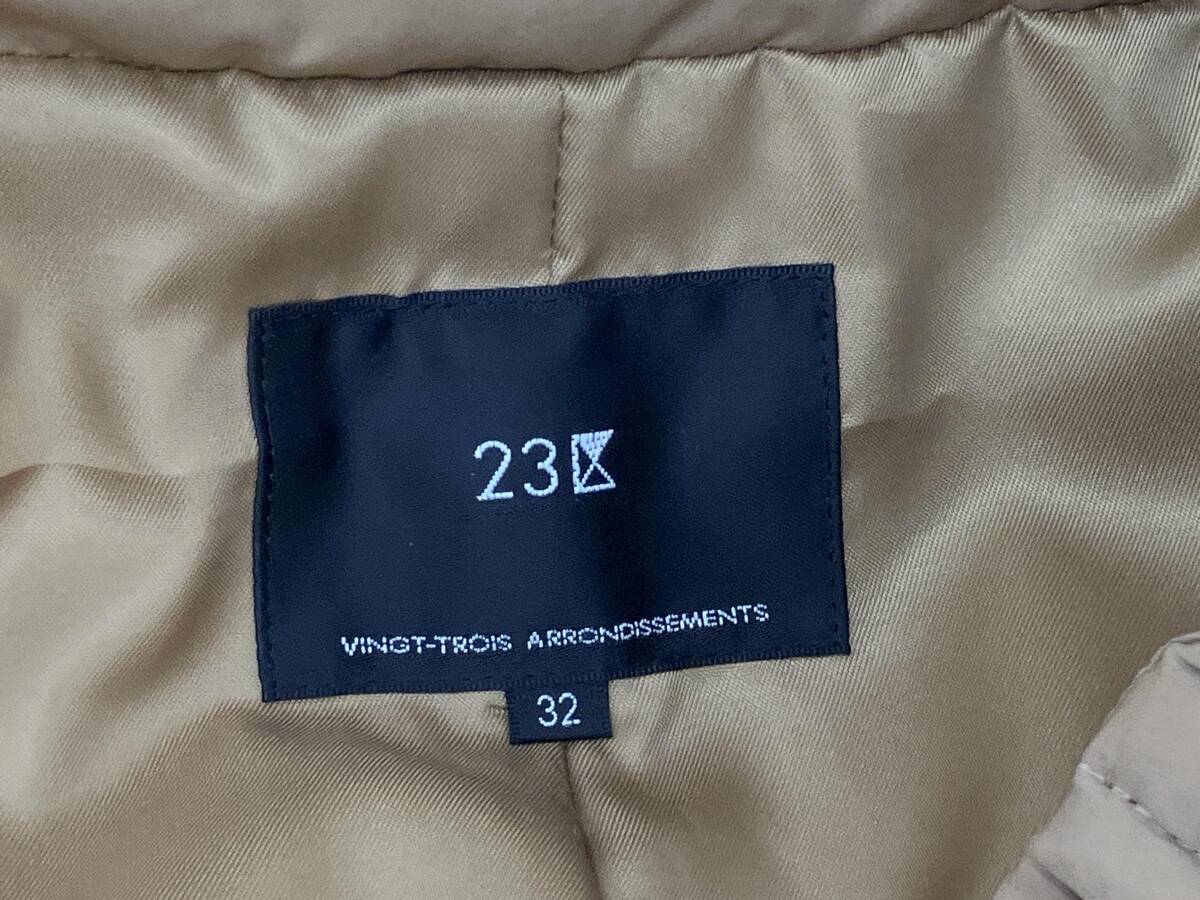 23区
VINGT-TROIS ARRONDISSEMENTS
32